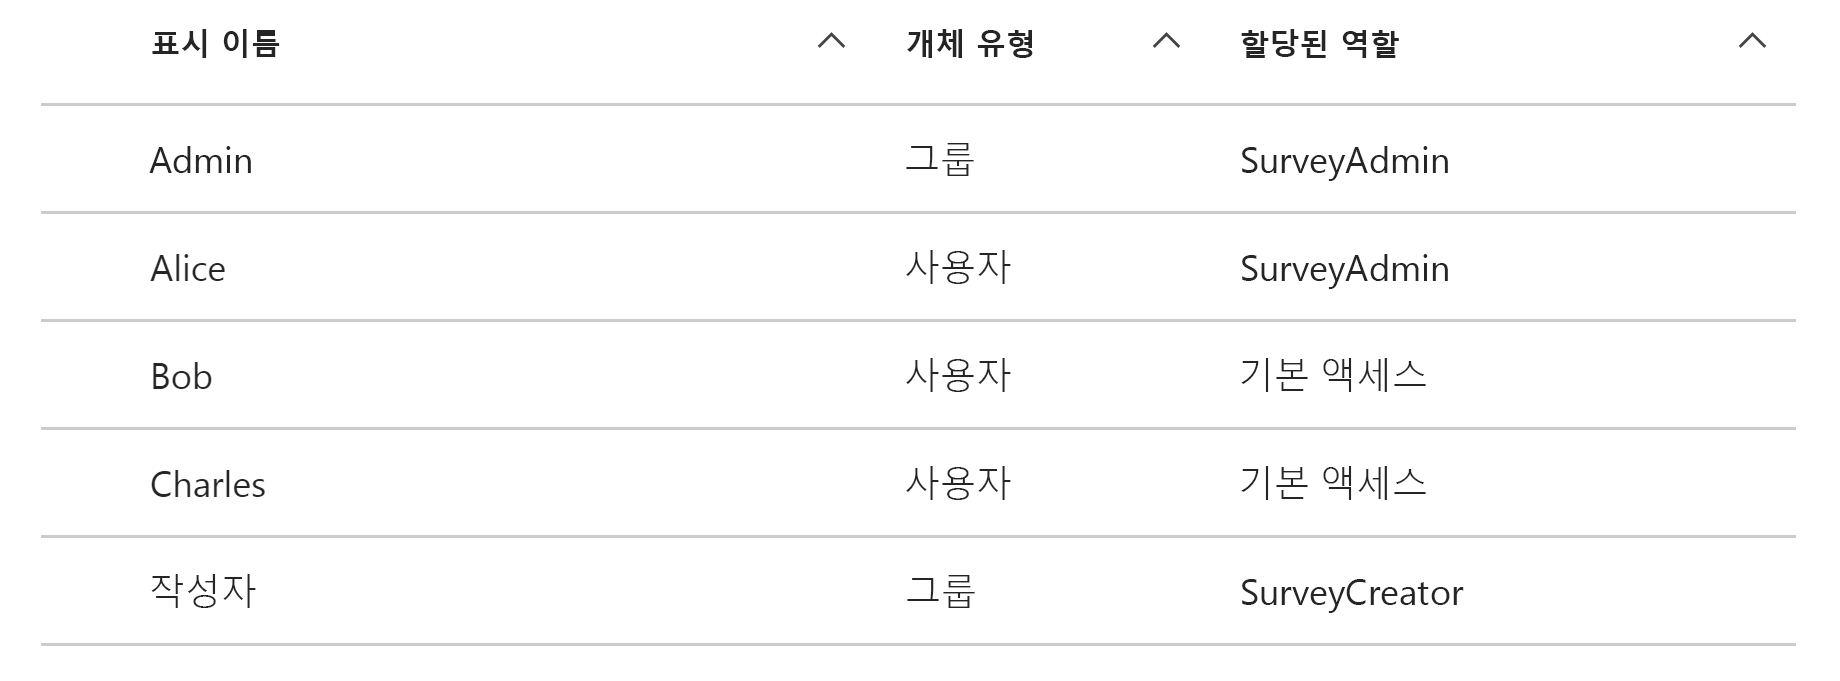 표시 이름 개체 유형 할당된 역할
Admin 그룹 SurveyAdmin
Alice 사용자 SurveyAdmin
Bob 사용자 기본 액세스
Charles 사용자 기본 액세스
작성자 그룹 SurveyCreator